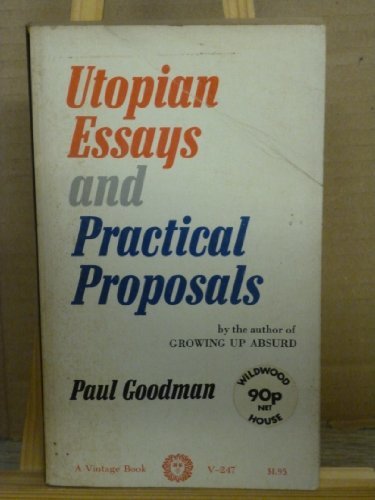 Utopian
Essays
and
Practical
Proposals
by the author of
GROWING UP ABSURD
Paul Goodman
WILDWOOD
90p
NET
HOUSE
A Vintage Book
V-247
$1.95